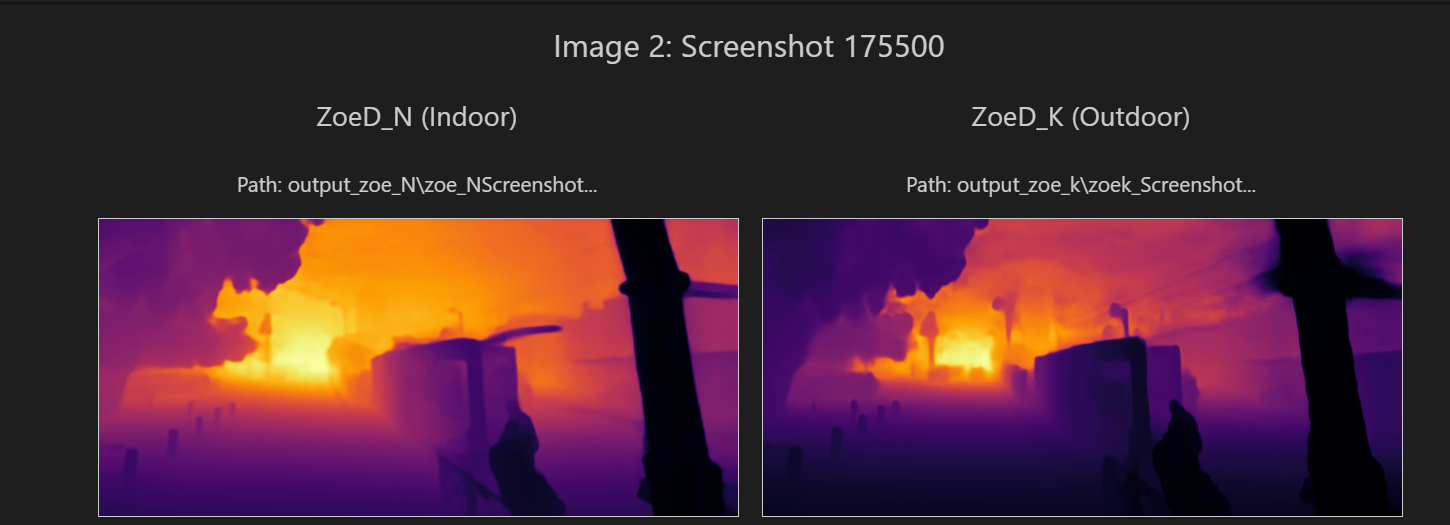 Image 2: Screenshot 175500
ZoeD_N (Indoor)
ZoeD_K (Outdoor)
Path: output_zoe_N\zoe_NScreenshot...
Path: output_zoe_k\zoek_Screenshot...